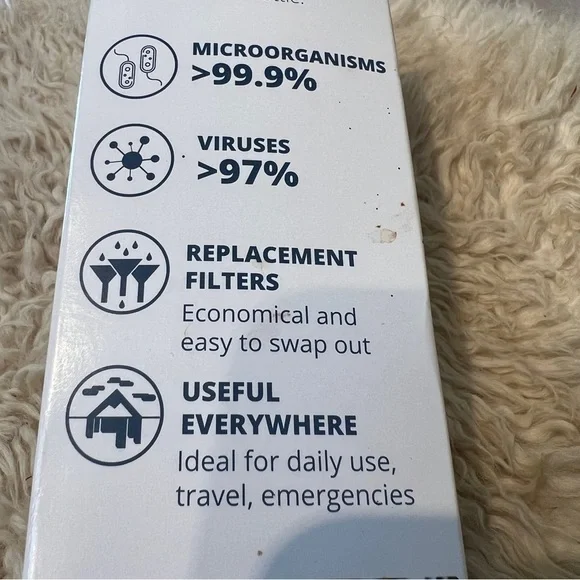 MICROORGANISMS
>99.9%
VIRUSES
>97%
REPLACEMENT
FILTERS
Economical and
easy to swap out
USEFUL
EVERYWHERE
Ideal for daily use,
travel, emergencies